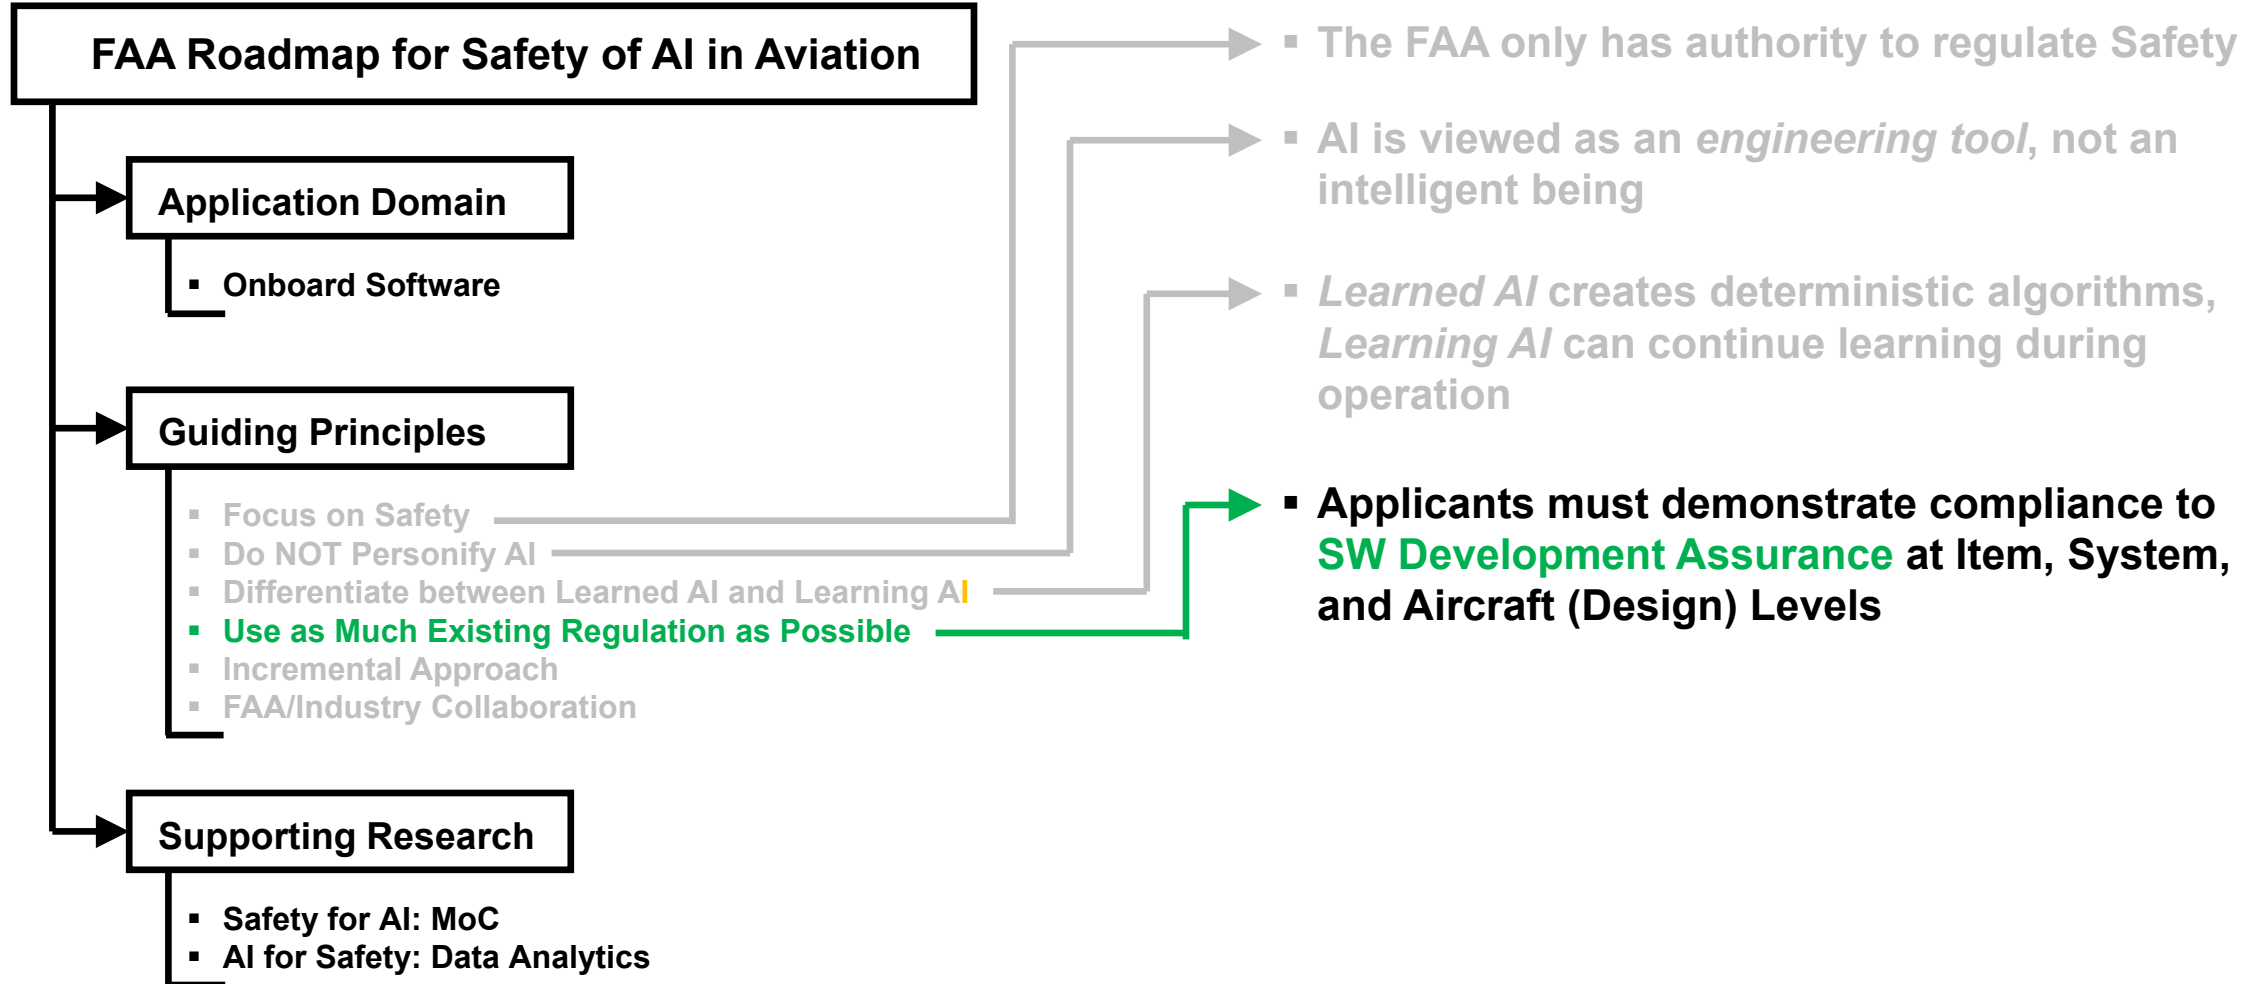 FAA Roadmap for Safety of AI in Aviation
Application Domain
▪ Onboard Software
Guiding Principles
▪ Focus on Safety
▪ Do NOT Personify AI
▪ Differentiate between Learned AI and Learning AI
▪ Use as Much Existing Regulation as Possible
▪ Incremental Approach
▪ FAA/Industry Collaboration
Supporting Research
▪ Safety for AI: MoC
▪ AI for Safety: Data Analytics
▪ The FAA only has authority to regulate Safety
▪ AI is viewed as an engineering tool, not an
intelligent being
▪ Learned AI creates deterministic algorithms,
Learning AI can continue learning during
operation
▪ Applicants must demonstrate compliance to
SW Development Assurance at Item, System,
and Aircraft (Design) Levels